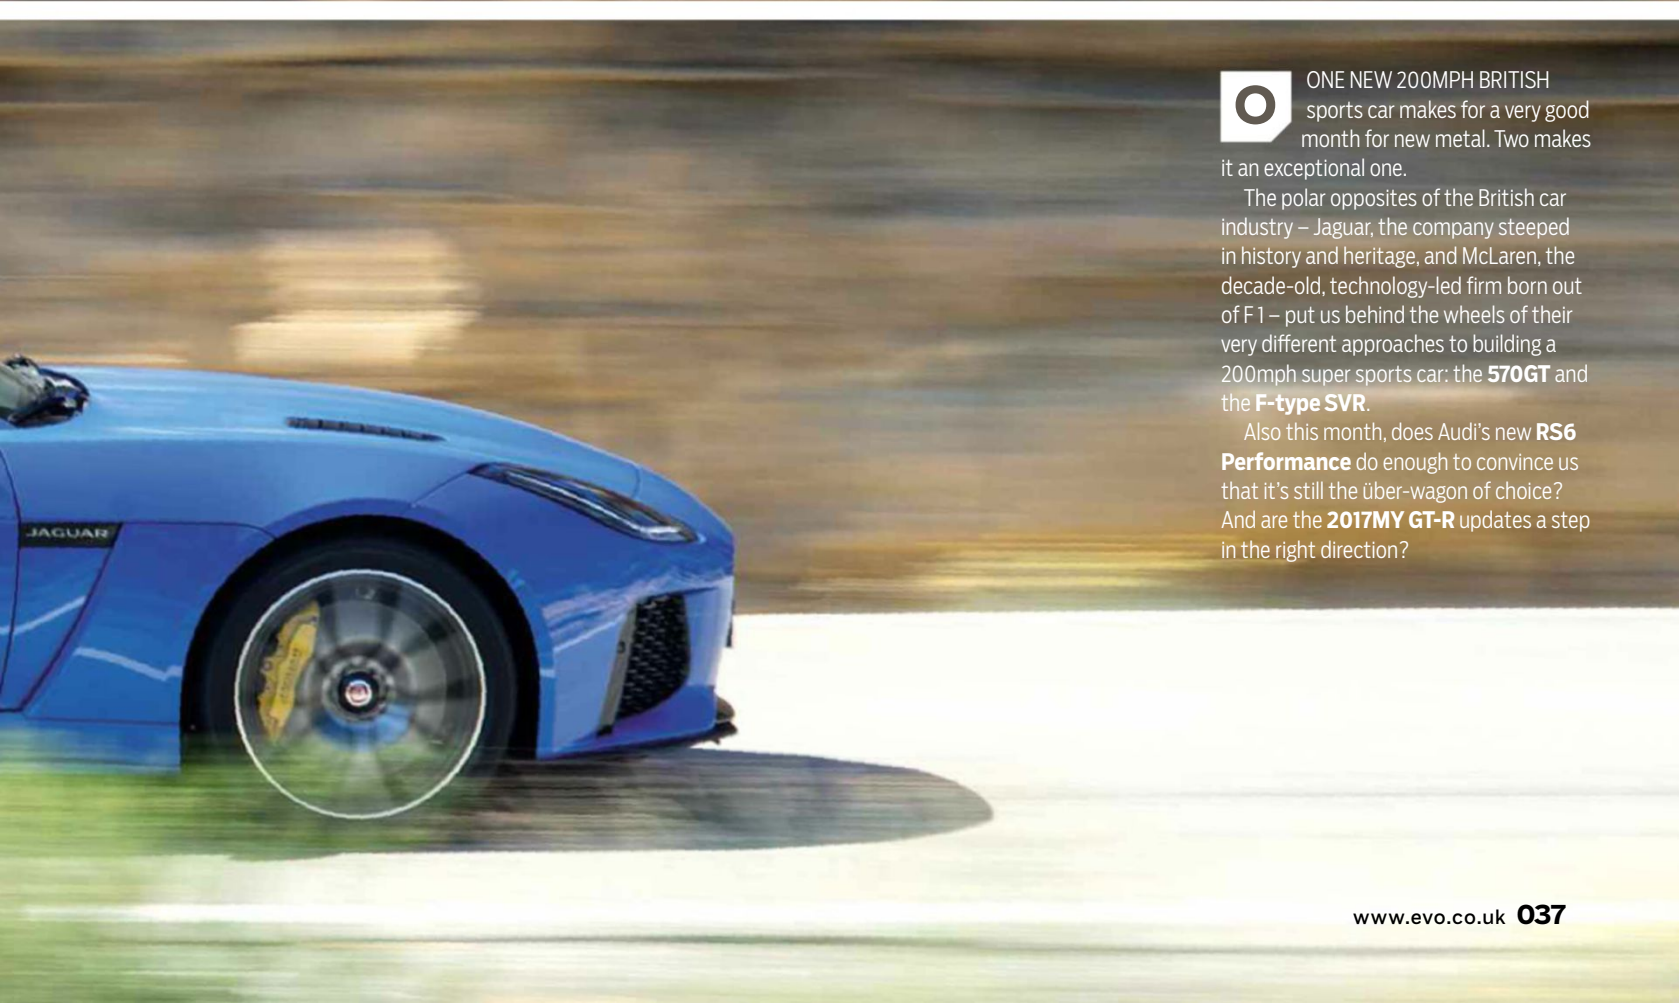 O ONE NEW 200MPH BRITISH
sports car makes for a very good
month for new metal. Two makes
it an exceptional one.
The polar opposites of the British car
industry – Jaguar, the company steeped
in history and heritage, and McLaren, the
decade-old, technology-led firm born out
of F1 – put us behind the wheels of their
very different approaches to building a
200mph super sports car: the 570GT and
the F-type SVR.
Also this month, does Audi's new RS6
Performance do enough to convince us
that it's still the über-wagon of choice?
And are the 2017MY GT-R updates a step
in the right direction?
JAGUAR
www.evo.co.uk 037